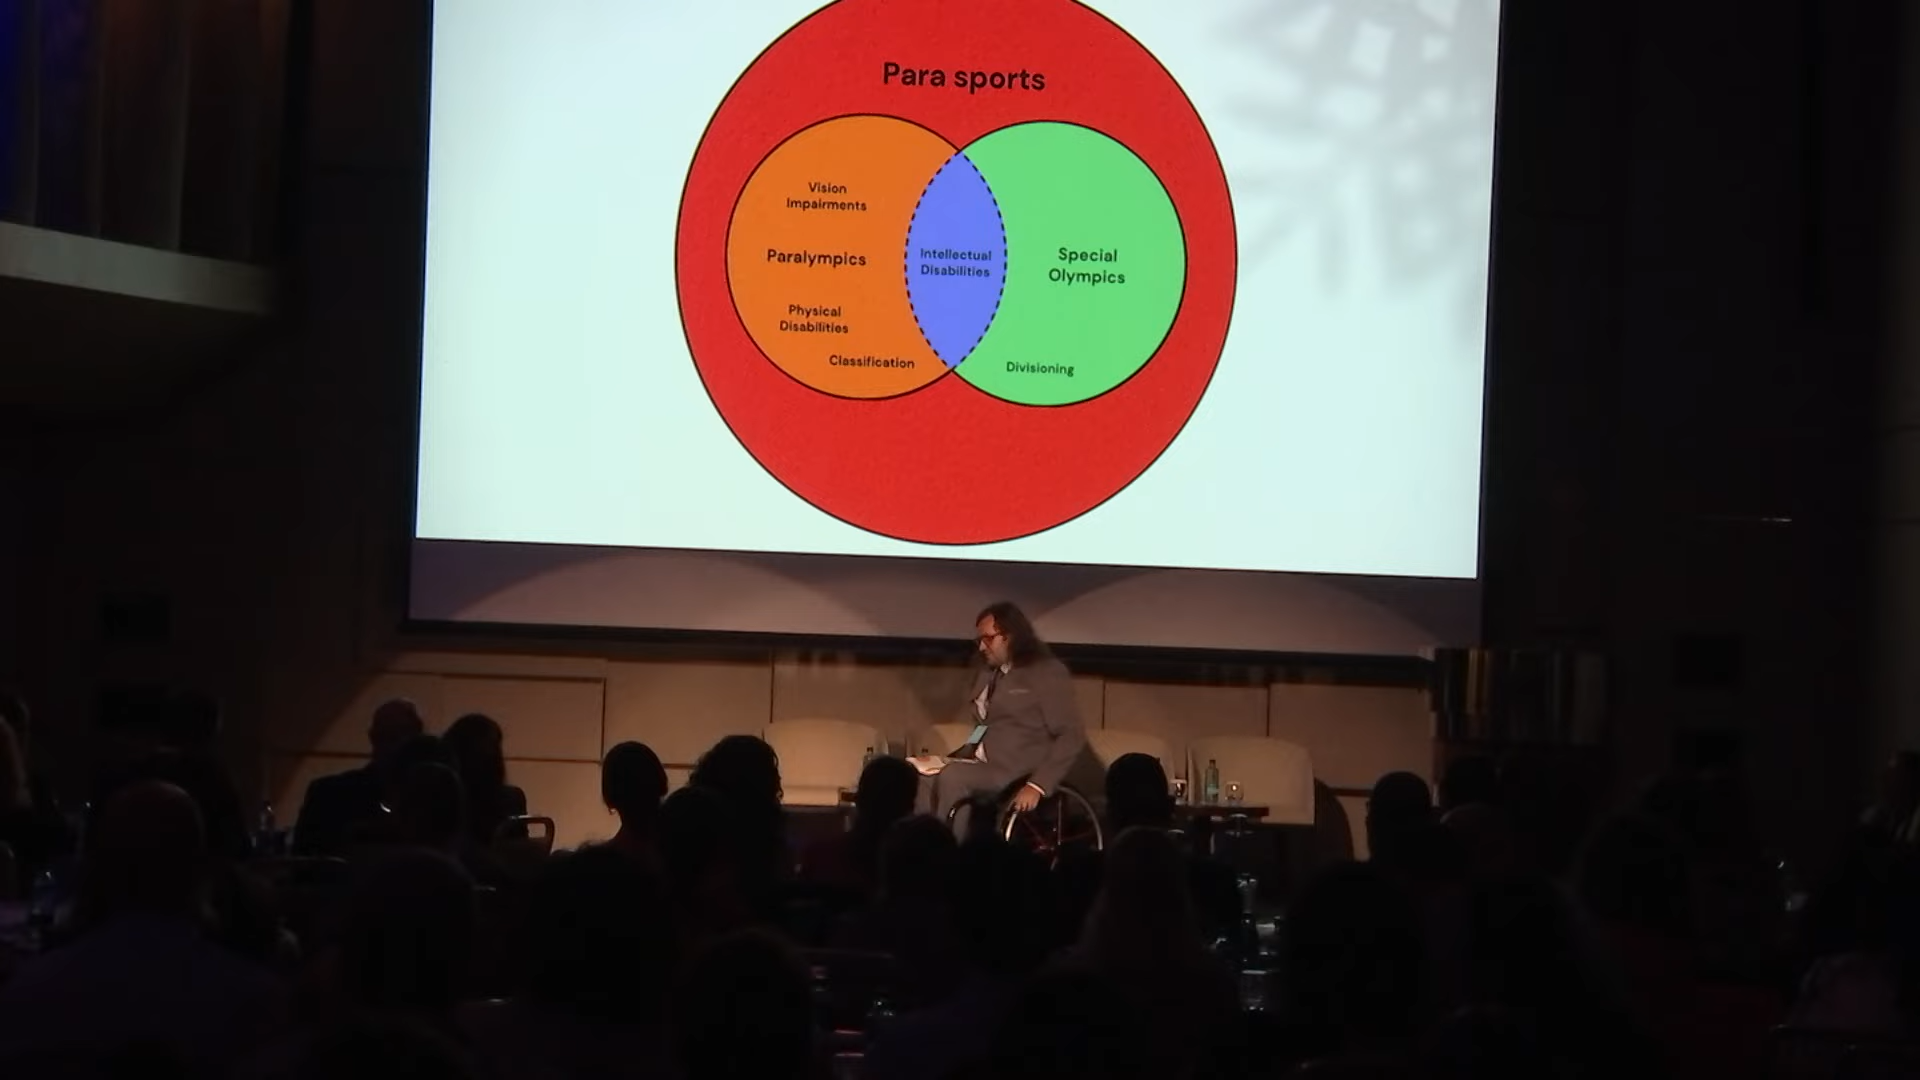 Para sports
Vision
Impairments
Paralympics
Physical
Disabilities
Classification
Intellectual
Disabilities
Special
Olympics
Divisioning